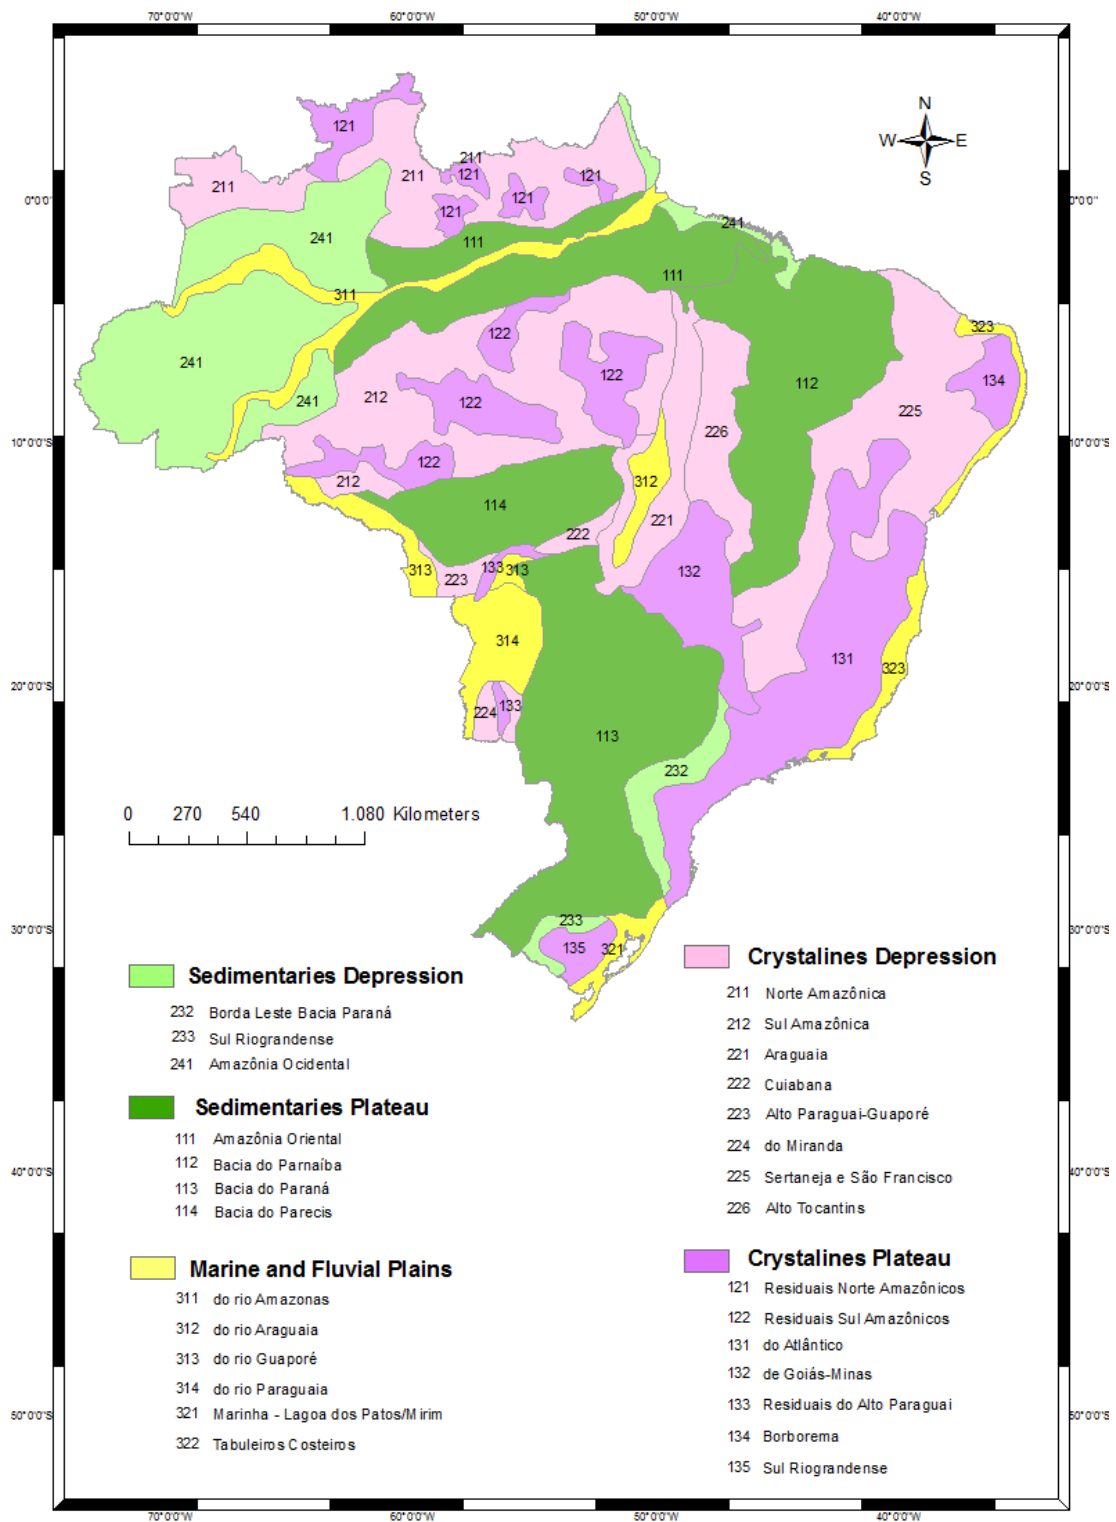 70°0'0"W 60°0'0"W 50°0'0"W 40°0'0"W
N
W E
S
121
211
211
211
121
121
121
121
0°0'0" 0°0'0"
241
241
111
111
311
323
122
241
122
112
134
212
122
241
225
226
10°0'0"S 10°0'0"S
122
212
312
114
221
222
133
313
313
223
132
314
131
323
20°0'0"S 20°0'0"S
133
224
113
232
0 270 540 1.080 Kilometers
233
30°0'0"S 30°0'0"S
135
321
Sedimentaries Depression
232 Borda Leste Bacia Paraná
233 Sul Riograndense
241 Amazônia Ocidental
Sedimentaries Plateau
111 Amazônia Oriental
112 Bacia do Parnaíba
113 Bacia do Paraná
114 Bacia do Parecis
Marine and Fluvial Plains
311 do rio Amazonas
312 do rio Araguaia
313 do rio Guaporé
314 do rio Paraguaia
321 Marinha - Lagoa dos Patos/Mirim
322 Tabuleiros Costeiros
Crystalines Depression
211 Norte Amazônica
212 Sul Amazônica
221 Araguaia
222 Cuiabana
223 Alto Paraguai-Guaporé
224 do Miranda
225 Sertaneja e São Francisco
226 Alto Tocantins
Crystalines Plateau
121 Residuais Norte Amazônicos
122 Residuais Sul Amazônicos
131 do Atlântico
132 de Goiás-Minas
133 Residuais do Alto Paraguai
134 Borborema
135 Sul Riograndense
40°0'0"S 40°0'0"S
50°0'0"S 50°0'0"S
70°0'0"W 60°0'0"W 50°0'0"W 40°0'0"W